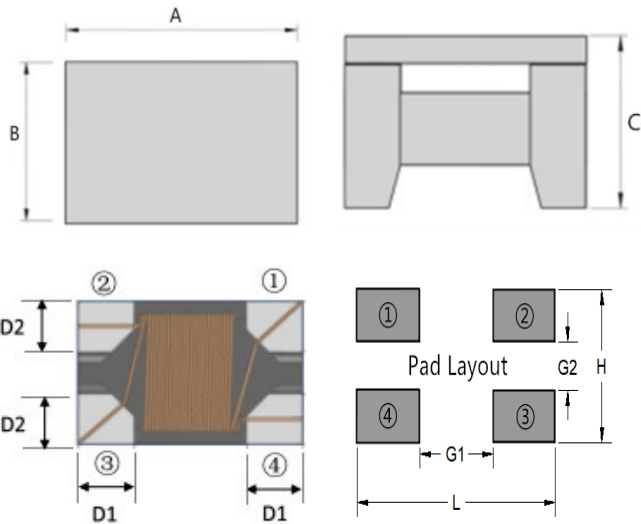 A
B
C
② ①
D2
D2
③ ④
D1 D1
① ②
Pad Layout G2 H
④ ③
G1
L